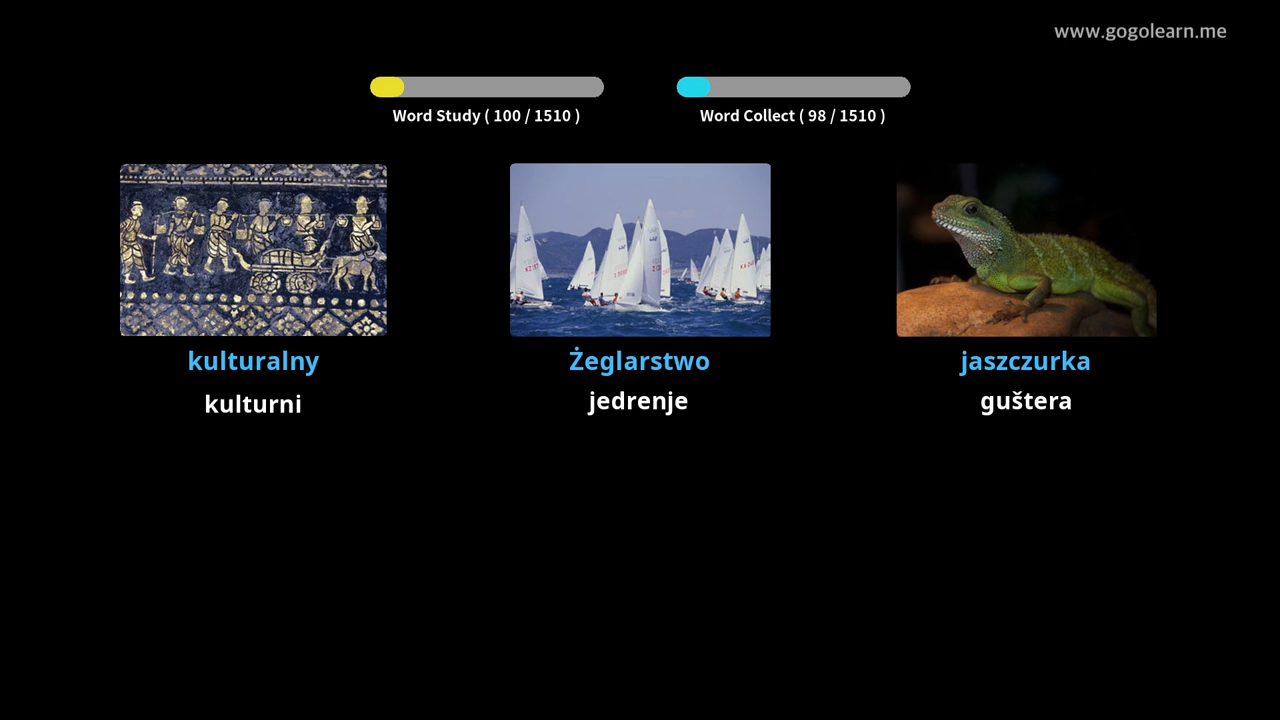 www.gogolearn.me
Word Study ( 100 / 1510 )
Word Collect ( 98 / 1510 )
kulturalny
kulturni
Żeglarstwo
jedrenje
jaszczurka
guštera